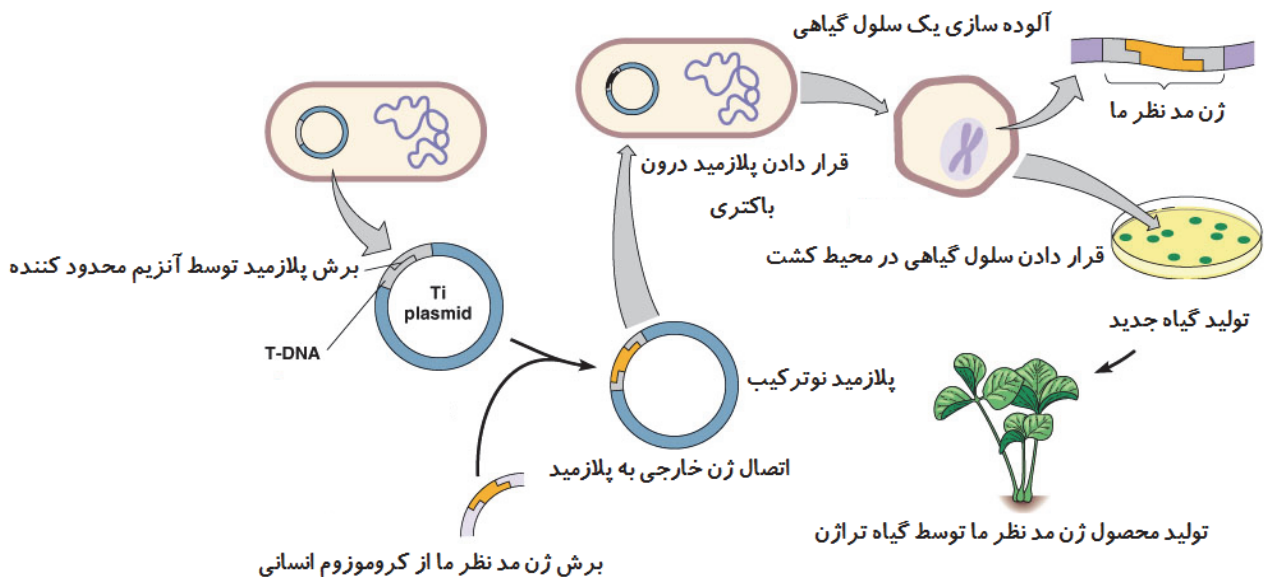 آلوده سازی یک سلول گیاهی
ژن مد نظر ما
قرار دادن پلازمید درون
باکتری
قرار دادن سلول گیاهی در محیط کشت
برش پلازمید توسط آنزیم محدود کننده
Ti
plasmid
T-DNA
تولید گیاه جدید
پلازمید نوترکیب
اتصال ژن خارجی به پلازمید
تولید محصول ژن مد نظر ما توسط گیاه تراژن
برش ژن مد نظر ما از کروموزوم انسانی